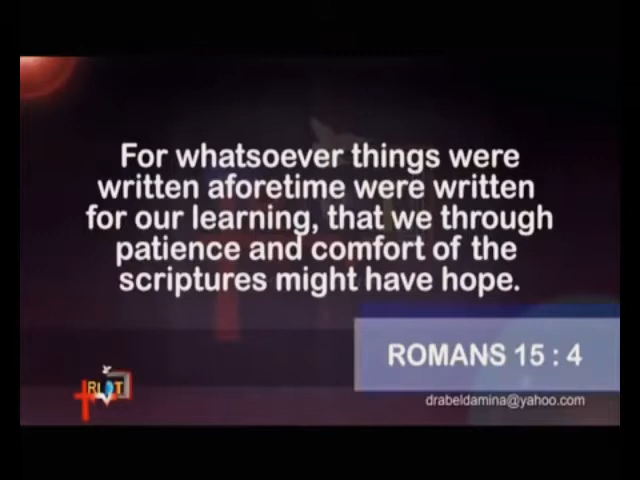 For whatsoever things were
written aforetime were written
for our learning, that we through
patience and comfort of the
scriptures might have hope.
ROMANS 15 : 4
drabeldamina@yahoo.com